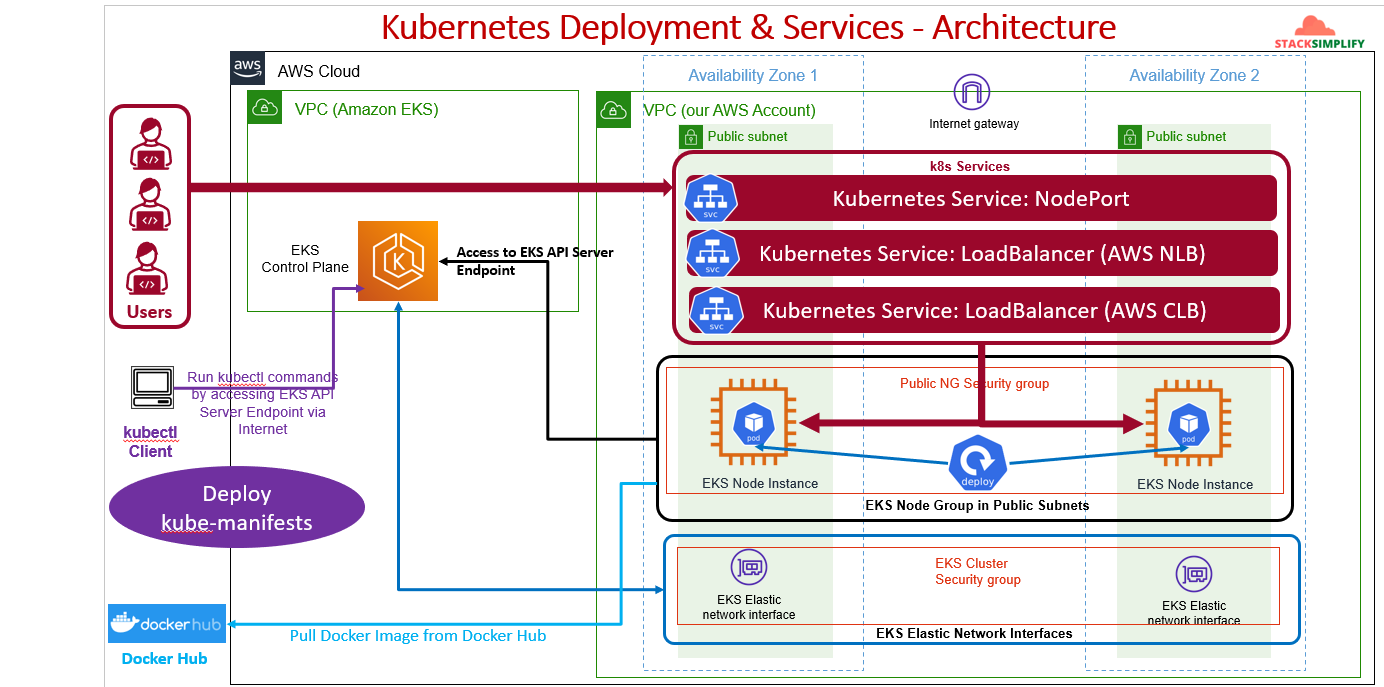 Kubernetes Deployment & Services - Architecture
STACKSIMPLIFY
aws
AWS Cloud
Availability Zone 1
Availability Zone 2
VPC (Amazon EKS)
VPC (our AWS Account)
Internet gateway
Public subnet
Public subnet
Users
k8s Services
svc
Kubernetes Service: NodePort
svc
Kubernetes Service: LoadBalancer (AWS NLB)
svc
Kubernetes Service: LoadBalancer (AWS CLB)
EKS
Control Plane
K
Access to EKS API Server
Endpoint
Run kubectl commands
by accessing EKS API
Server Endpoint via
Internet
kubectl
Client
Deploy
kube-manifests
Public NG Security group
pod
pod
deploy
EKS Node Instance
EKS Node Instance
EKS Node Group in Public Subnets
EKS Cluster
Security group
EKS Elastic
network interface
EKS Elastic
network interface
EKS Elastic Network Interfaces
docker hub
Pull Docker Image from Docker Hub
Docker Hub